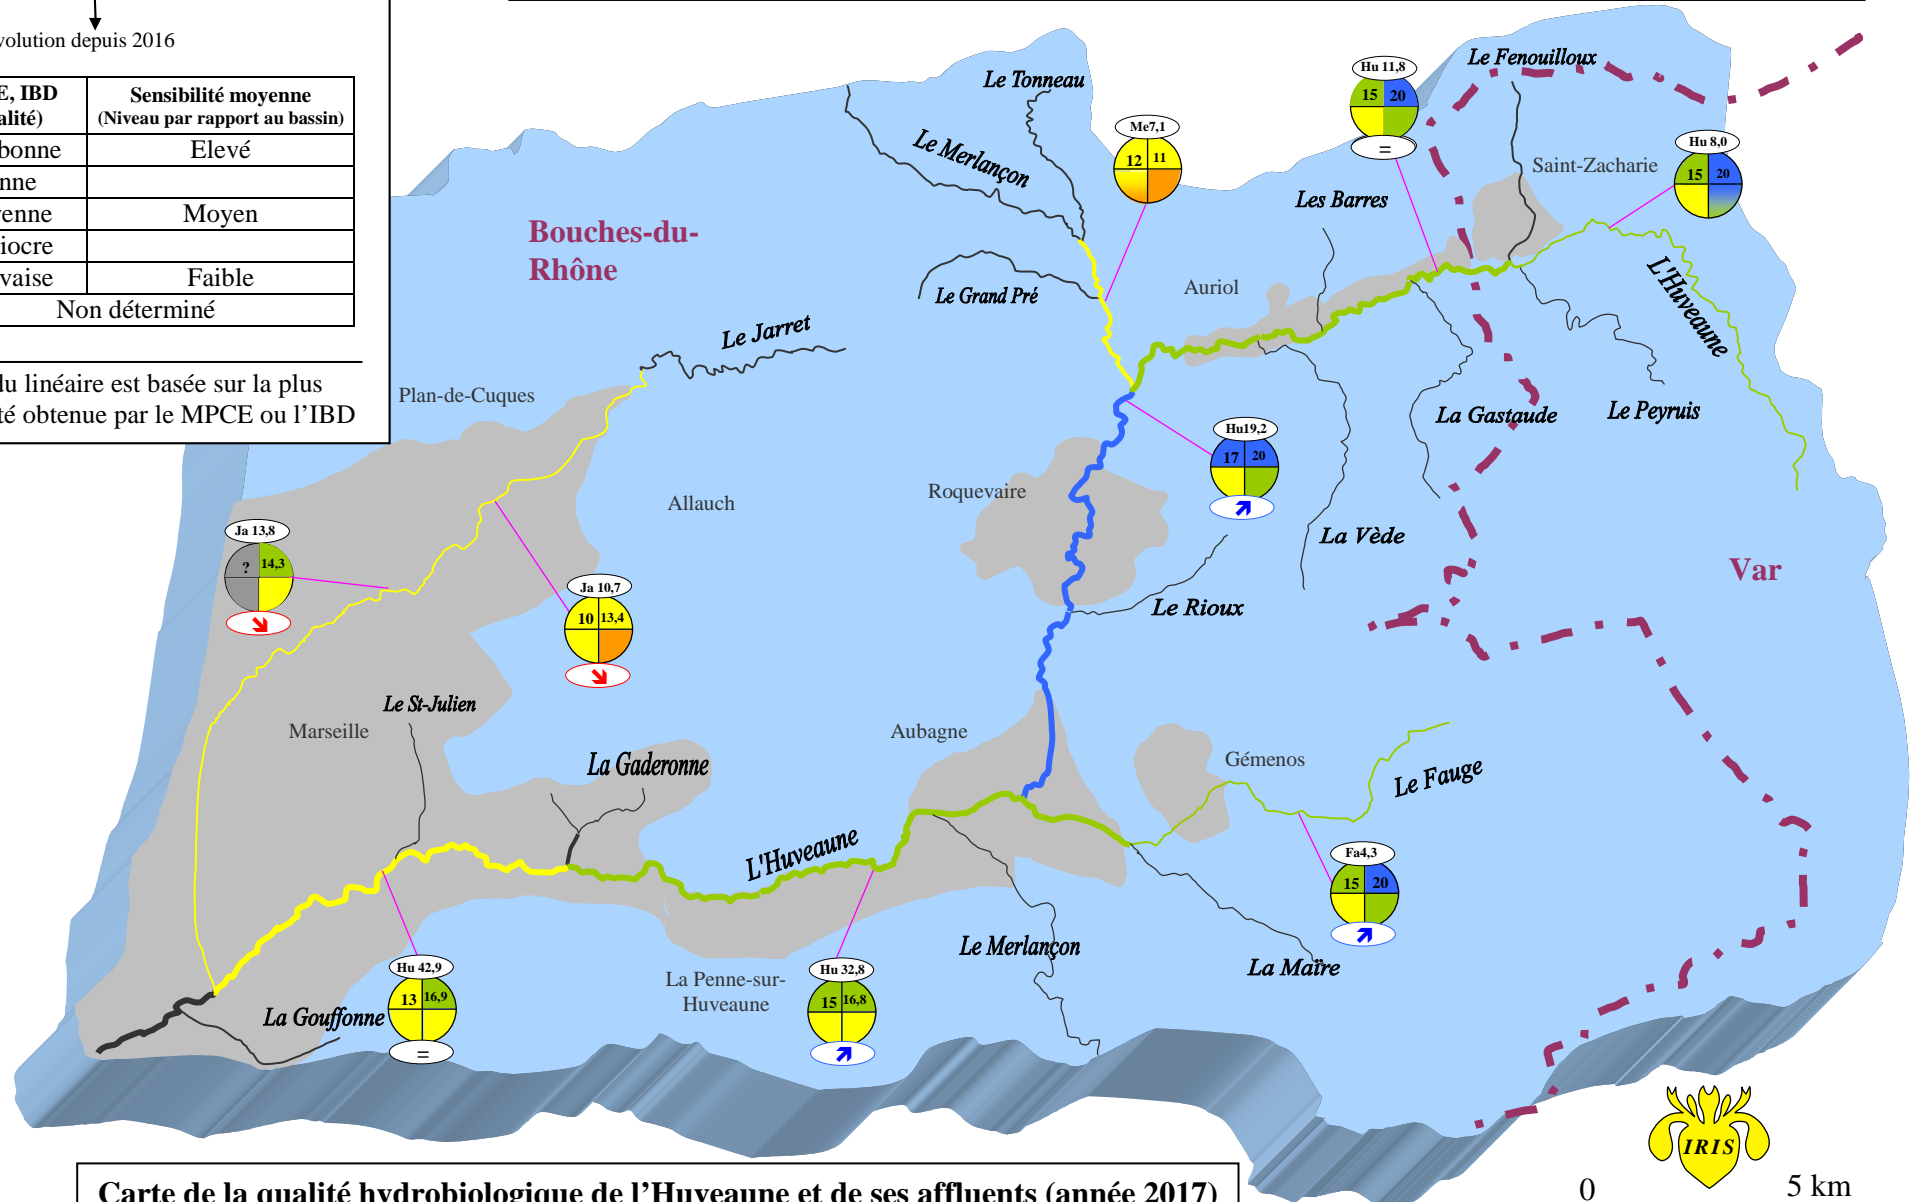 volution depuis 2016
E, IBD
alité)
Sensibilité moyenne
(Niveau par rapport au bassin)
bonne
Elevé
nne
enne
Moyen
iocre
vaise
Faible
Non déterminé
du linéaire est basée sur la plus
té obtenue par le MPCE ou l'IBD
Le Tonneau
Le Merlançon
Me7,1
12 11
Le Grand Pré
Bouches-du-
Rhône
Hu 11,8
15 20
=
Le Fenouilloux
Saint-Zacharie
Hu 8,0
15 20
Les Barres
Auriol
L'Huveaune
Le Jarret
Plan-de-Cuques
La Gastaude
Le Peyruis
Hu19,2
17 20
Roquevaire
Allauch
La Vède
Var
Ja 13,8
? 14,3
Ja 10,7
10 13,4
Le Rioux
Le St-Julien
Marseille
Aubagne
La Gaderonne
Gémenos
Le Fauge
L'Huveaune
Fa4,3
15 20
Le Merlançon
La Maïre
Hu 42,9
13 16,9
=
La Penne-sur-
Huveaune
Hu 32,8
15 16,8
La Gouffonne
IRIS
Carte de la qualité hydrobiologique de l'Huveaune et de ses affluents (année 2017)
0 5 km